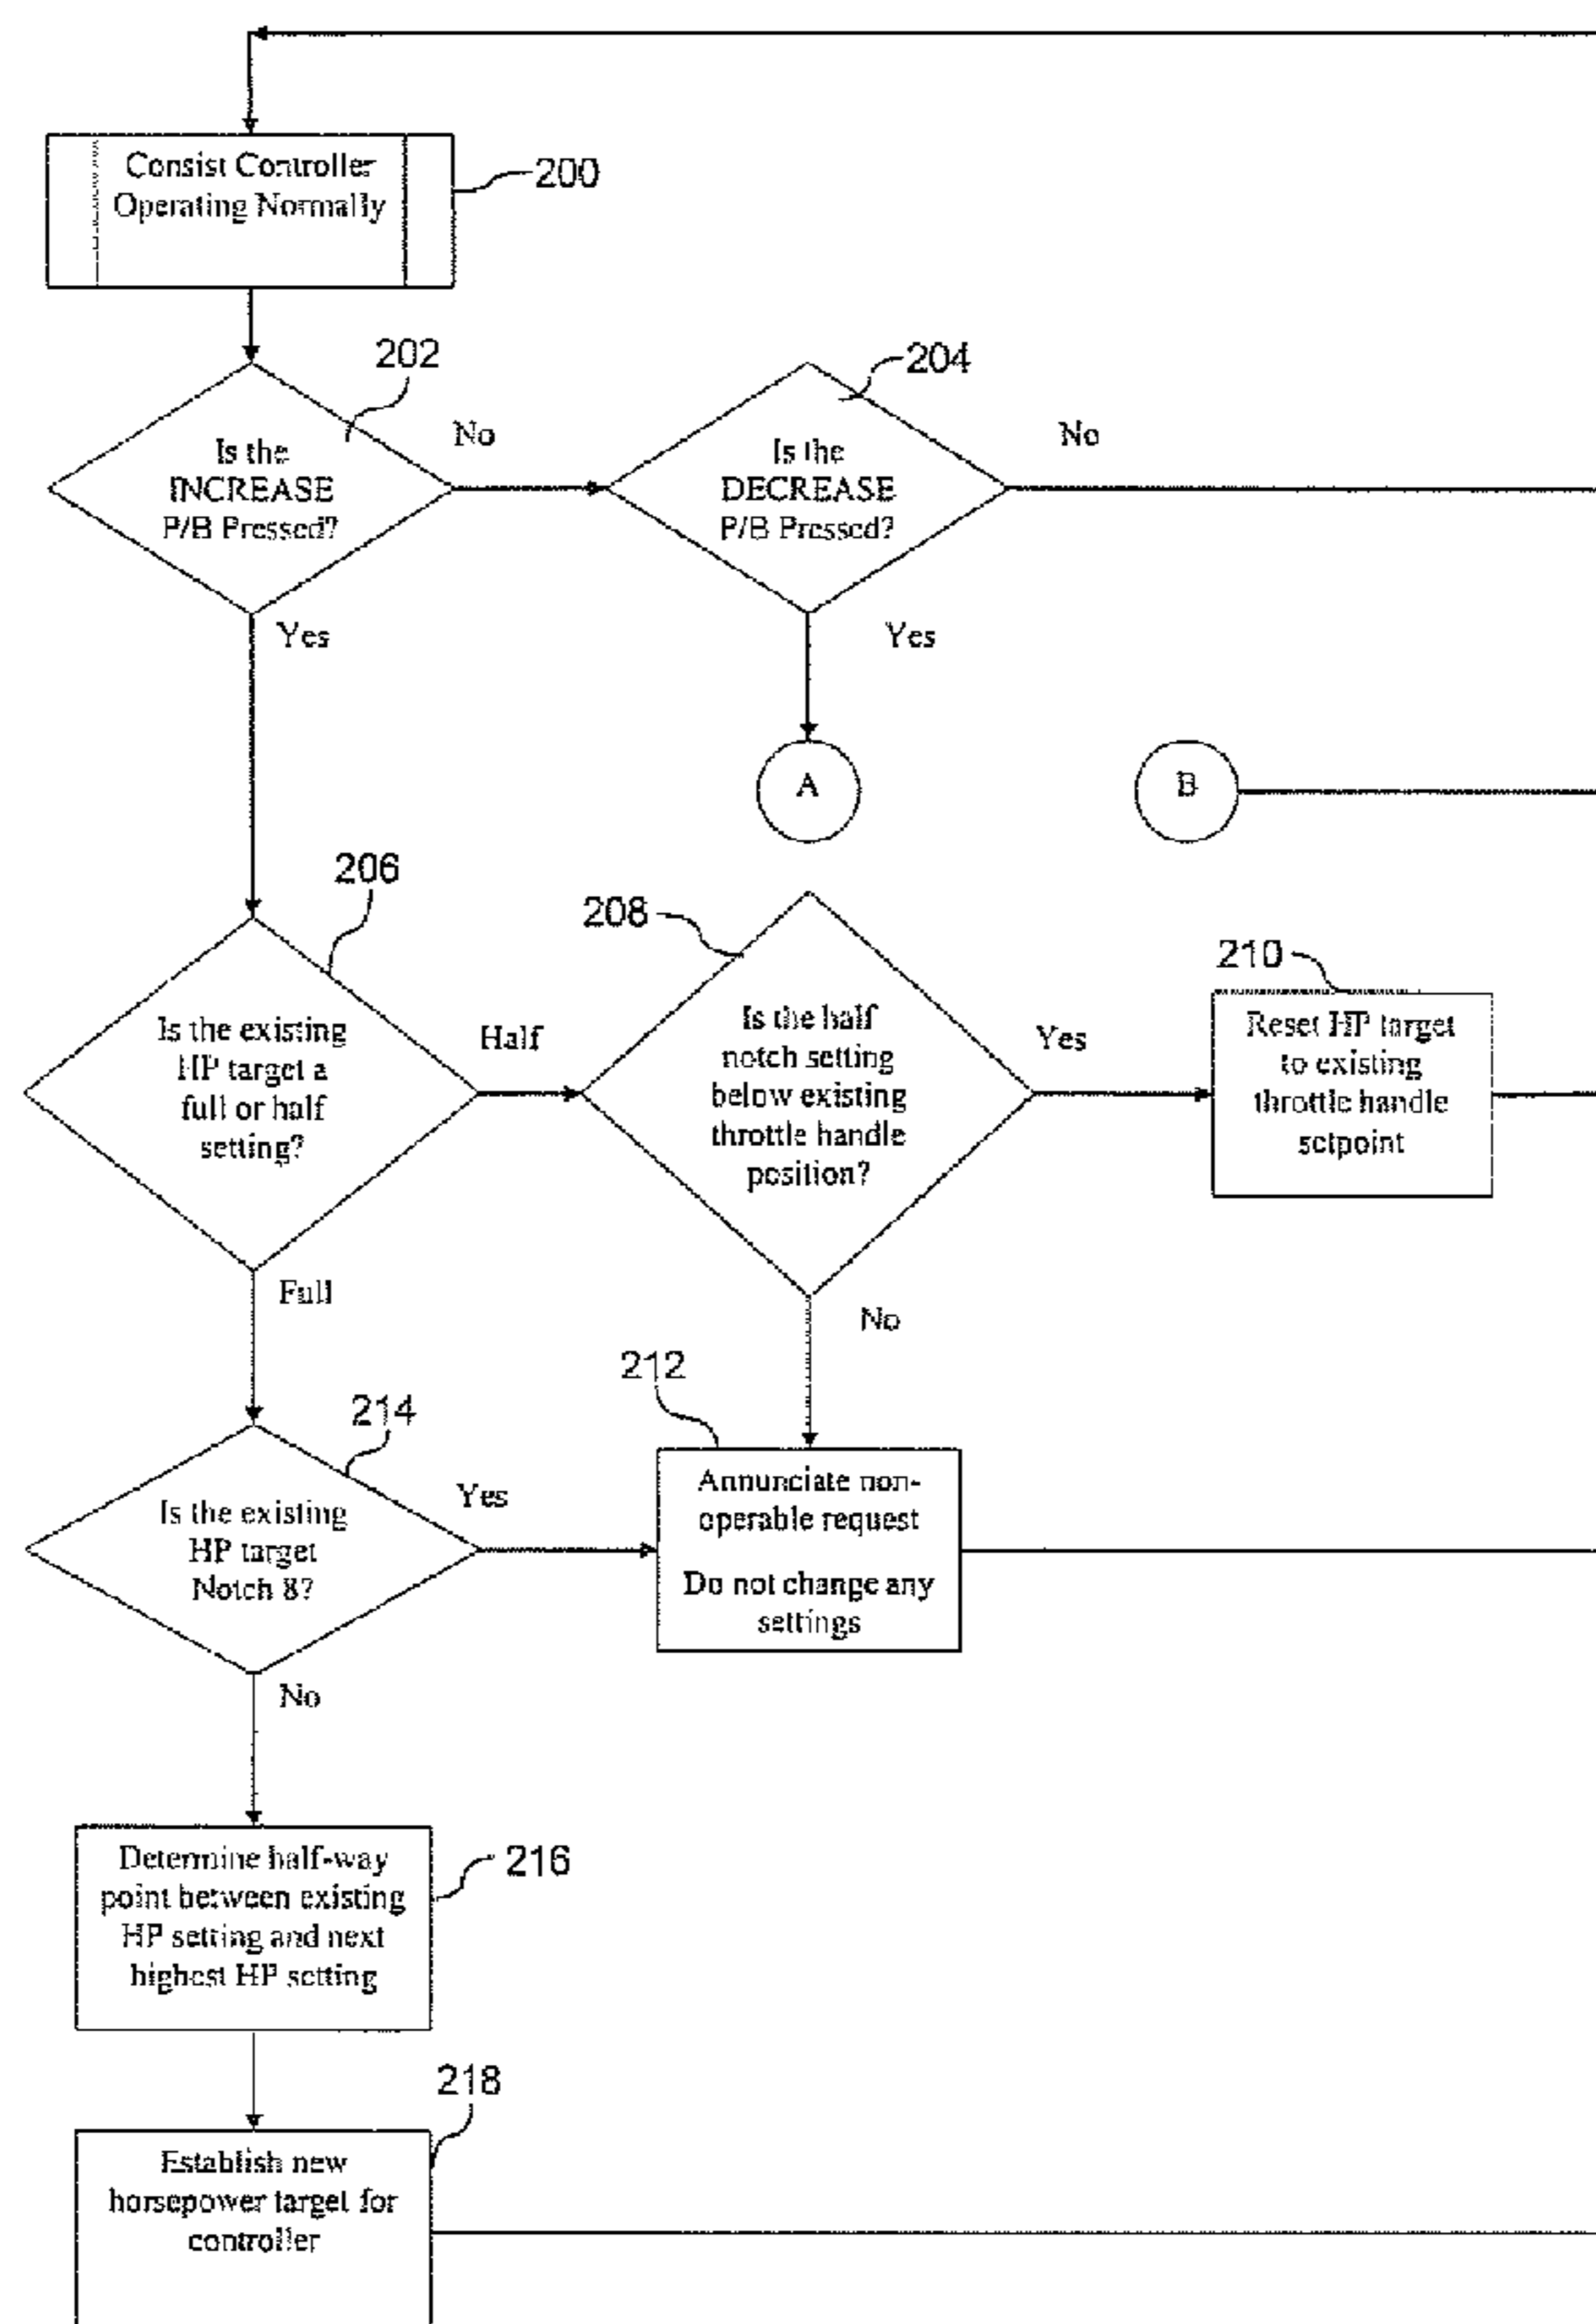 Consist Controller
Operating Normally
200
202
204
Is the
INCREASE
P/B Pressed?
No
Is the
DECREASE
P/B Pressed?
No
Yes
Yes
A
B
206
208
210
Is the existing
HP target a
full or half
setting?
Half
Is the half
notch setting
below existing
throttle handle
position?
Yes
Reset HP target
to existing
throttle handle
setpoint
Full
No
212
214
Is the existing
HP target
Notch 8?
Yes
Annunciate non-
operable request
Do not change any
settings
No
Determine half-way
point between existing
HP setting and next
highest HP setting
216
218
Establish new
horsepower target for
controller